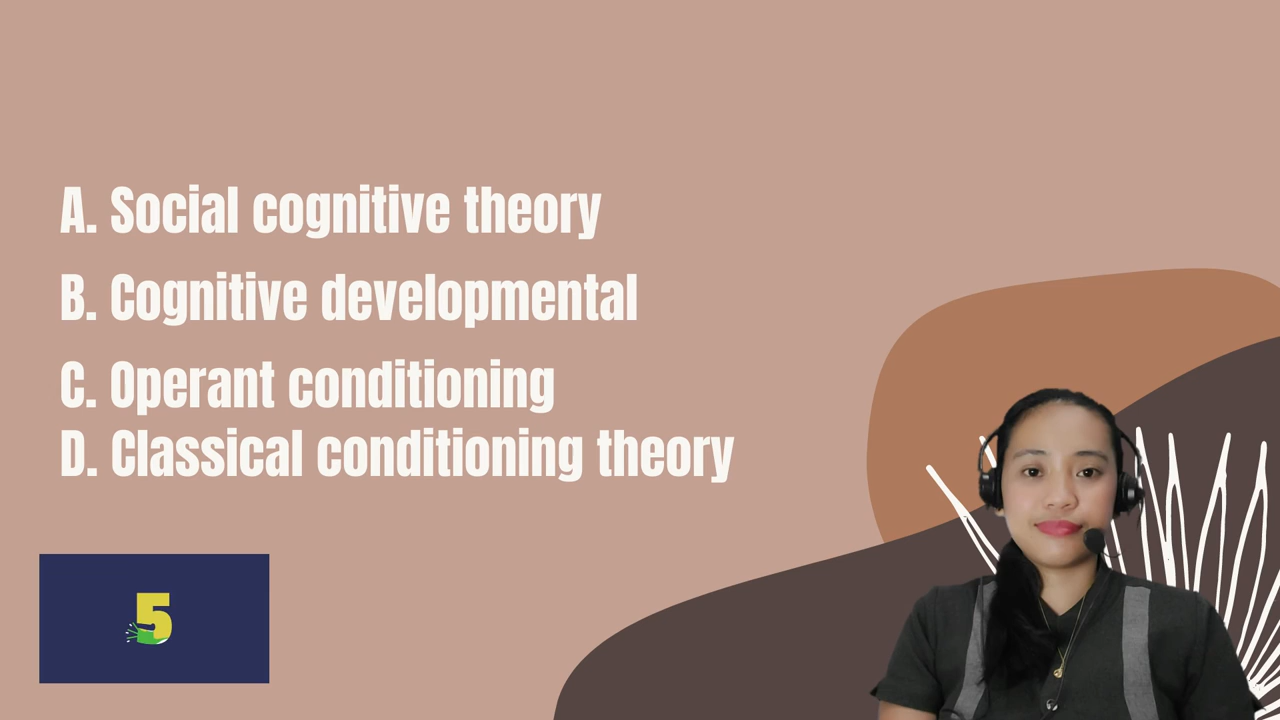 A. Social cognitive theory
B. Cognitive developmental
C. Operant conditioning
D. Classical conditioning theory
5